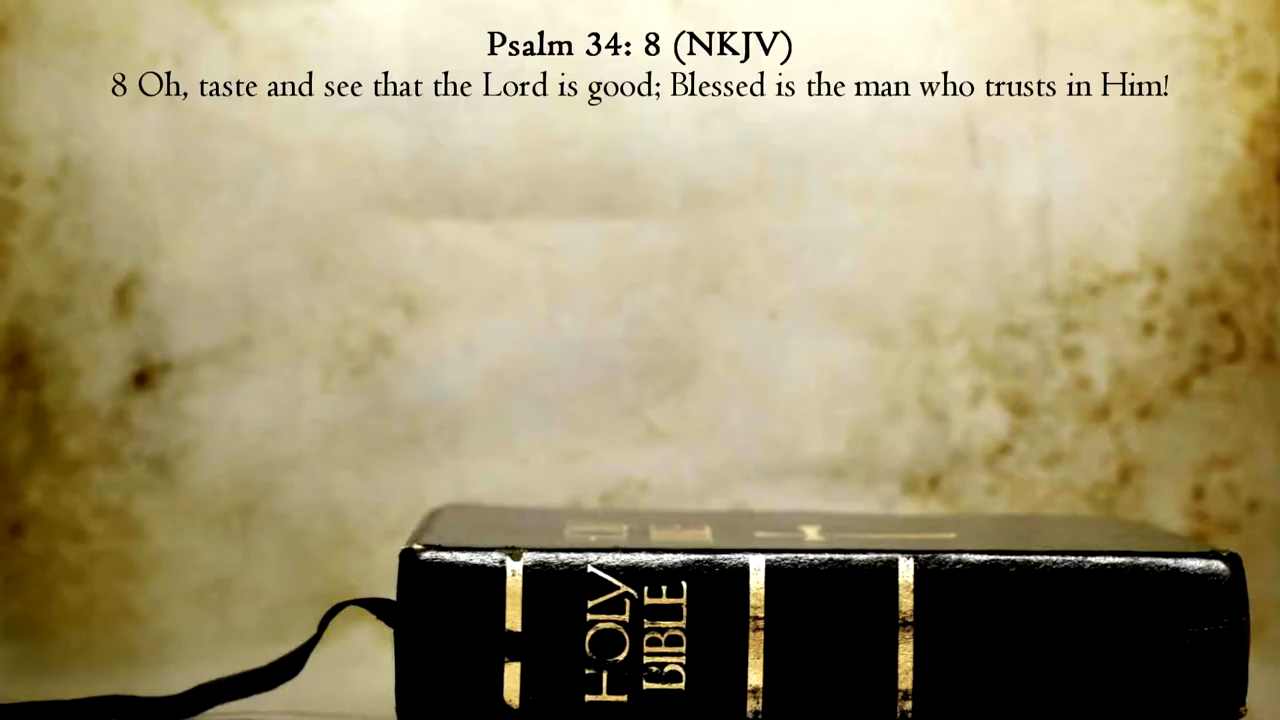 Psalm 34: 8 (NKJV)
8 Oh, taste and see that the Lord is good; Blessed is the man who trusts in Him!
HOLY
BIBLE